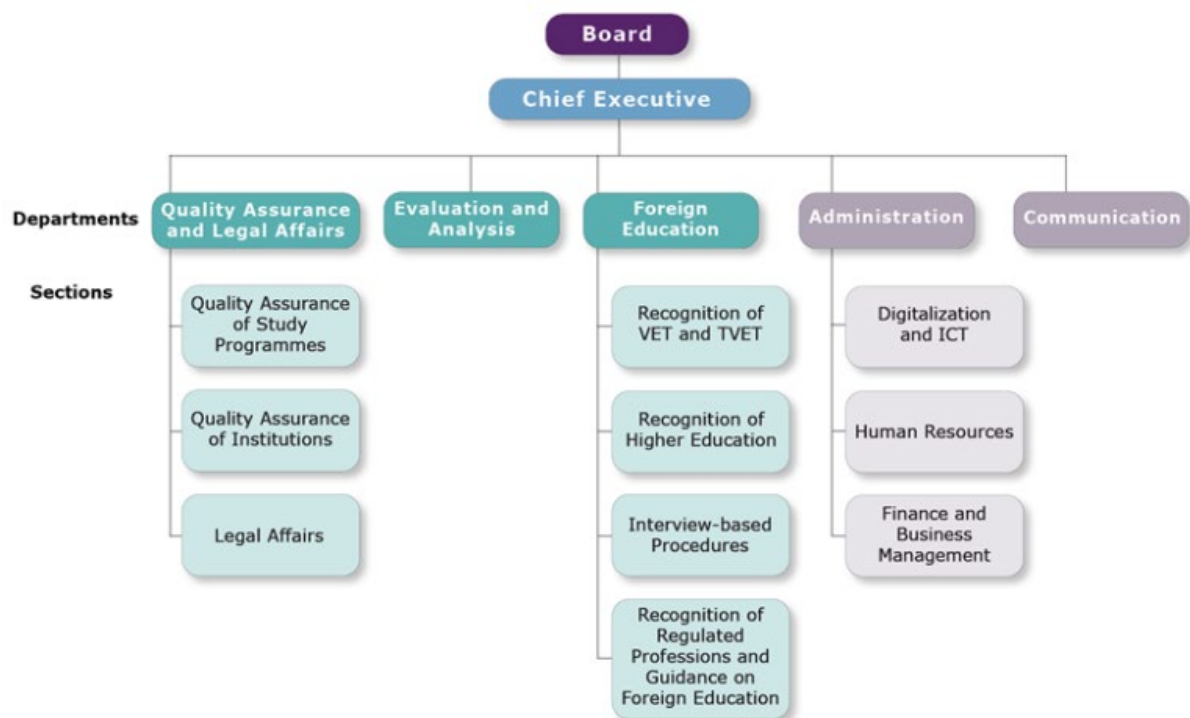 Board
Chief Executive
Departments
Quality Assurance
and Legal Affairs
Evaluation and
Analysis
Foreign
Education
Administration
Communication
Sections
Quality Assurance
of Study
Programmes
Quality Assurance
of Institutions
Legal Affairs
Recognition of
VET and TVET
Recognition of
Higher Education
Interview-based
Procedures
Recognition of
Regulated
Professions and
Guidance on
Foreign Education
Digitalization
and ICT
Human Resources
Finance and
Business
Management